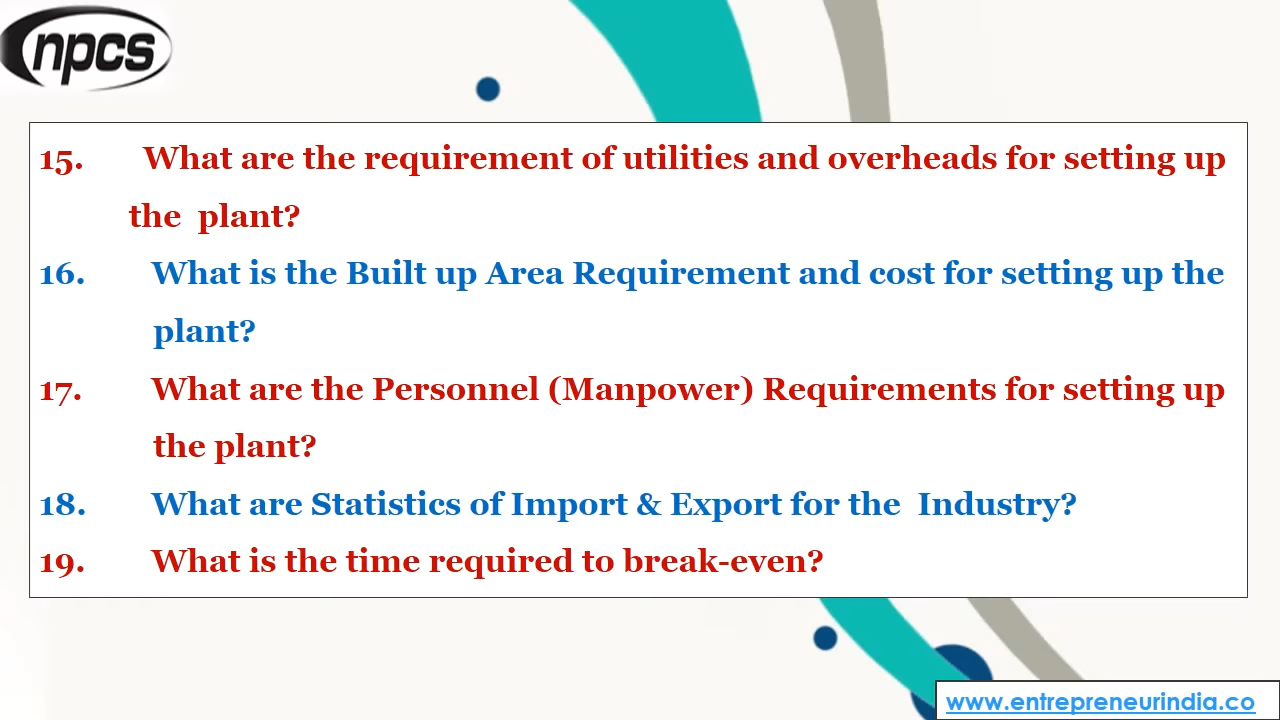 npcs
15. What are the requirement of utilities and overheads for setting up
the plant?
16. What is the Built up Area Requirement and cost for setting up the
plant?
17. What are the Personnel (Manpower) Requirements for setting up
the plant?
18. What are Statistics of Import & Export for the Industry?
19. What is the time required to break-even?
www.entrepreneurindia.co